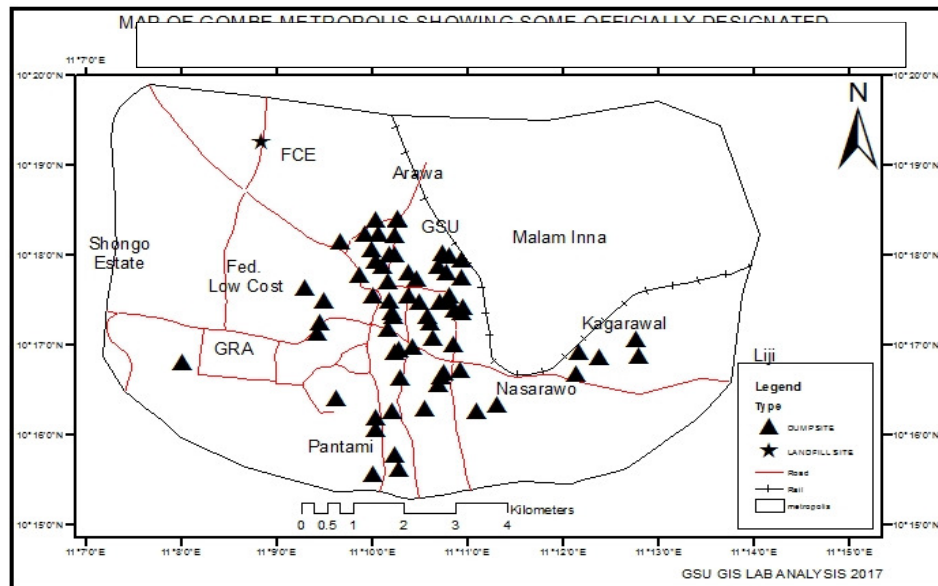 MAP OF GOMBE METROPOLIS SHOWING SOME OFFICIALLY DESIGNATED
11°7'0"E
10°20'0"N
10°20'0"N
N
10°19'0"N
FCE
10°19'0"N
Arawa
GSU
10°18'0"N
Shongo
Estate
Malam Inna
10°18'0"N
Fed.
Low Cost
Kagarawal
10°17'0"N
GRA
10°17'0"N
Liji
Nasarawo
Legend
Type
DUMPSITE
LANDFILL SITE
Road
Rail
metropolis
10°16'0"N
Pantami
10°16'0"N
Kilometers
0 0.5 1 2 3 4
10°15'0"N
10°15'0"N
11°7'0"E 11°8'0"E 11°9'0"E 11°10'0"E 11°11'0"E 11°12'0"E 11°13'0"E 11°14'0"E 11°15'0"E
GSU GIS LAB ANALYSIS 2017